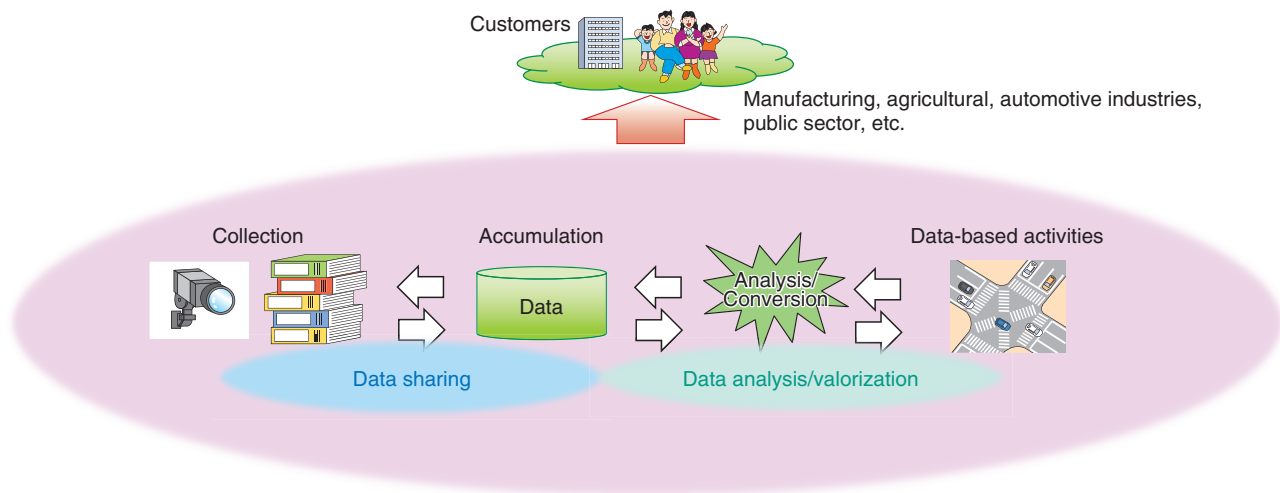 Customers
Manufacturing, agricultural, automotive industries,
public sector, etc.
Collection
Accumulation
Data-based activities
Analysis/
Conversion
Data
Data sharing
Data analysis/valorization